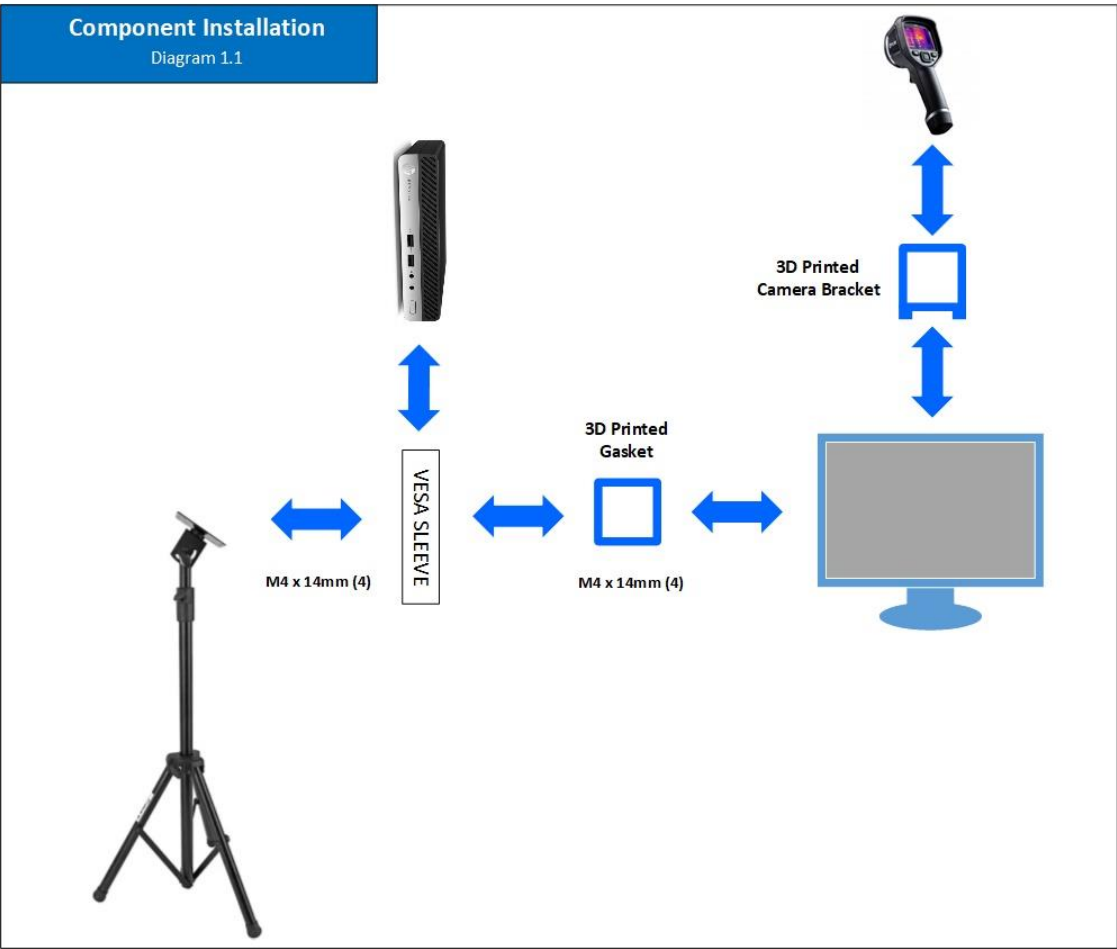 Component Installation
Diagram 1.1
3D Printed
Camera Bracket
3D Printed
Gasket
VESA SLEEVE
M4 x 14mm (4)
M4 x 14mm (4)